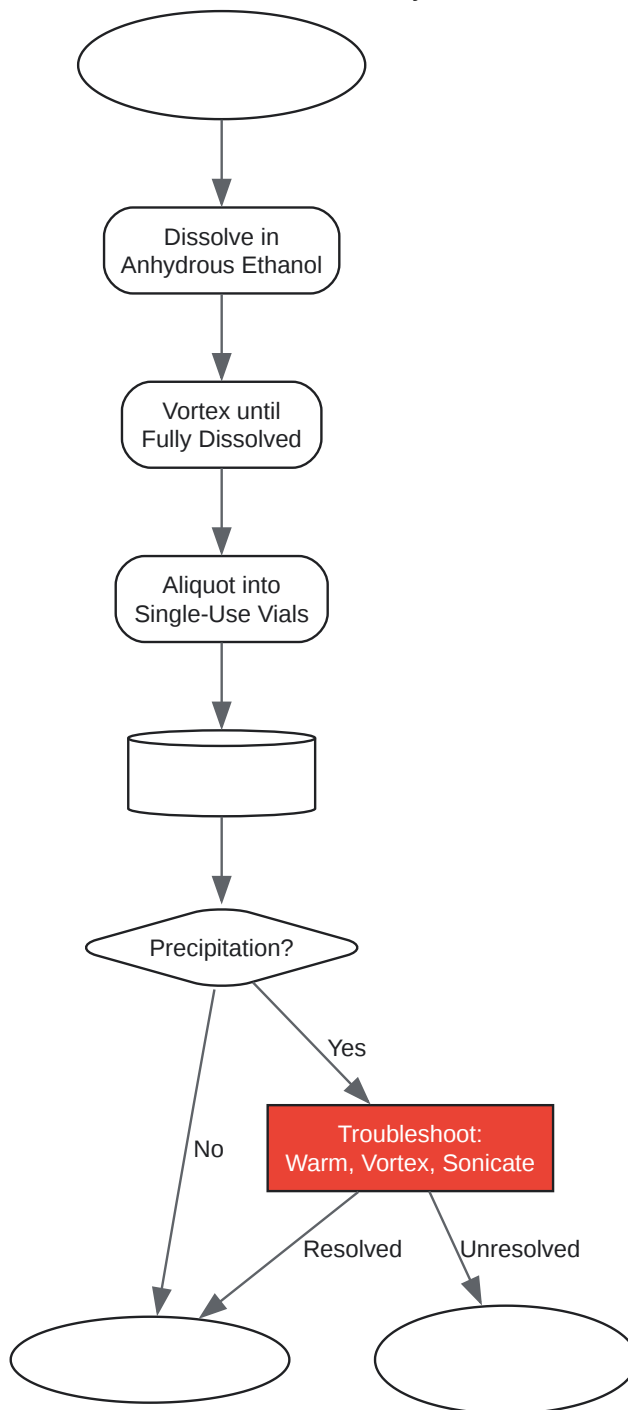 Dissolve in
Anhydrous Ethanol
Vortex until
Fully Dissolved
Aliquot into
Single-Use Vials
Precipitation?
Yes
Troubleshoot:
Warm, Vortex, Sonicate
No
Resolved
Unresolved